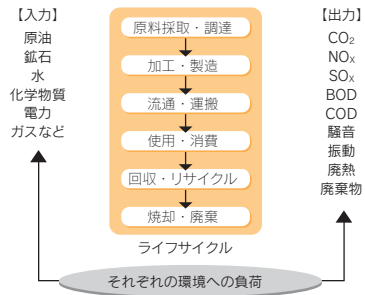 【入力】
原油
鉱石
水
化学物質
電力
ガスなど
原料採取・調達
加工・製造
流通・運搬
使用・消費
回収・リサイクル
焼却・廃棄
ライフサイクル
【出力】
CO₂
NOₓ
SOₓ
BOD
COD
騒音
振動
廃熱
廃棄物
それぞれの環境への負荷